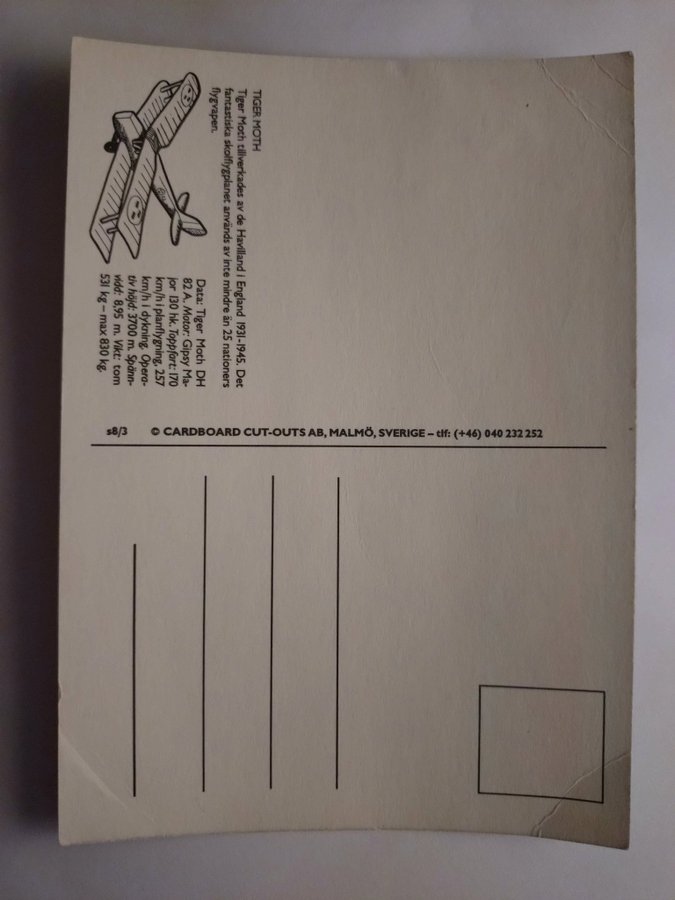 TIGER MOTH
Tiger Moth tillverkades av de Havilland i England 1931-1945. Det
fantastiska skolflygplanet används av inte mindre än 25 nationers
flygvapen.
Data: Tiger Moth DH
82 A. Motor: Gipsy Ma-
jor 130 hk. Toppfart: 170
km/h i planflygning, 257
km/h i dykning. Opera-
tiv höjd: 3700 m. Spänn-
vidd: 8,95 m. Vikt: tom
531 kg – max 830 kg.
s8/3 © CARDBOARD CUT-OUTS AB, MALMÖ, SVERIGE – tlf: (+46) 040 232 252